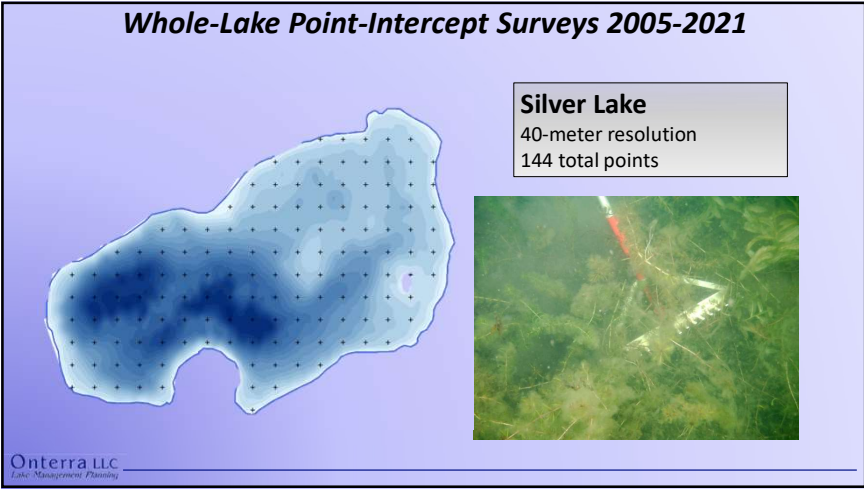 Whole-Lake Point-Intercept Surveys 2005-2021
Silver Lake
40-meter resolution
144 total points
Onterra LLC
Lake Management Planning